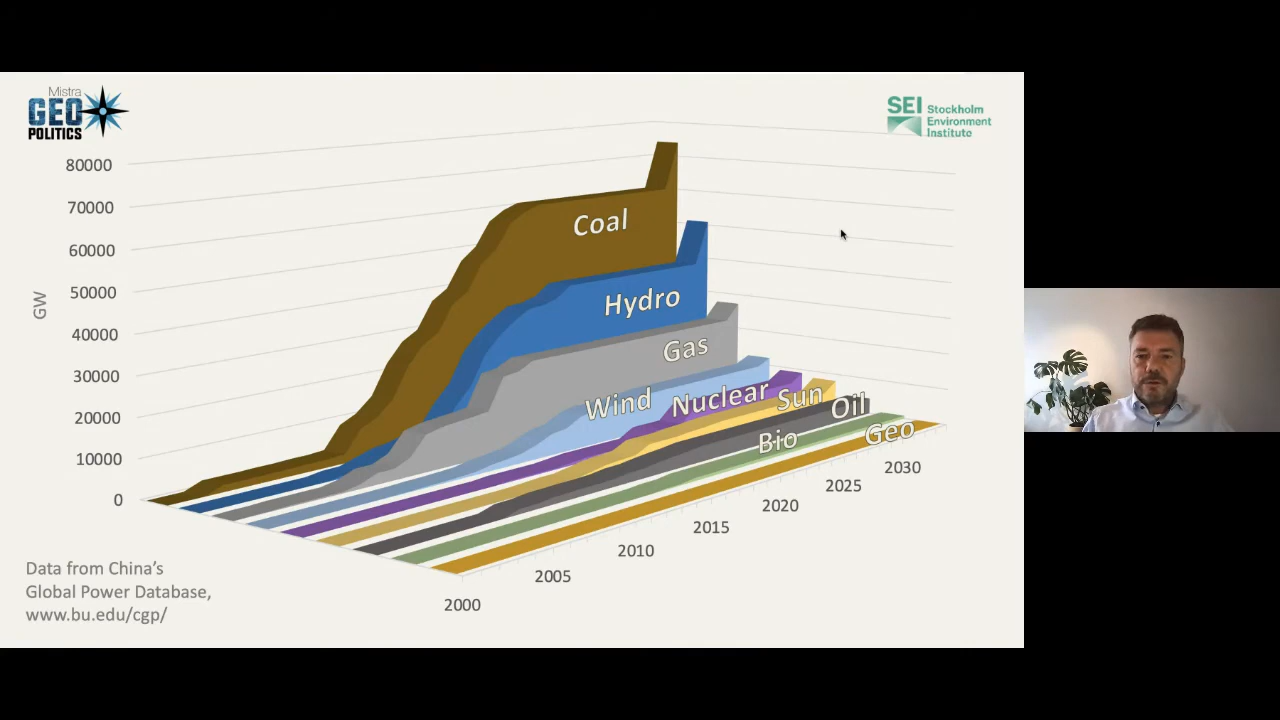 Mistra
GEO
POLITICS
SEI Stockholm
Environment
Institute
80000
70000
60000
50000
40000
30000
20000
10000
0
GW
Coal
Hydro
Gas
Wind
Nuclear
Sun
Oil
Bio
Geo
2030
2025
2020
2015
2010
2005
2000
Data from China's
Global Power Database,
www.bu.edu/cgp/